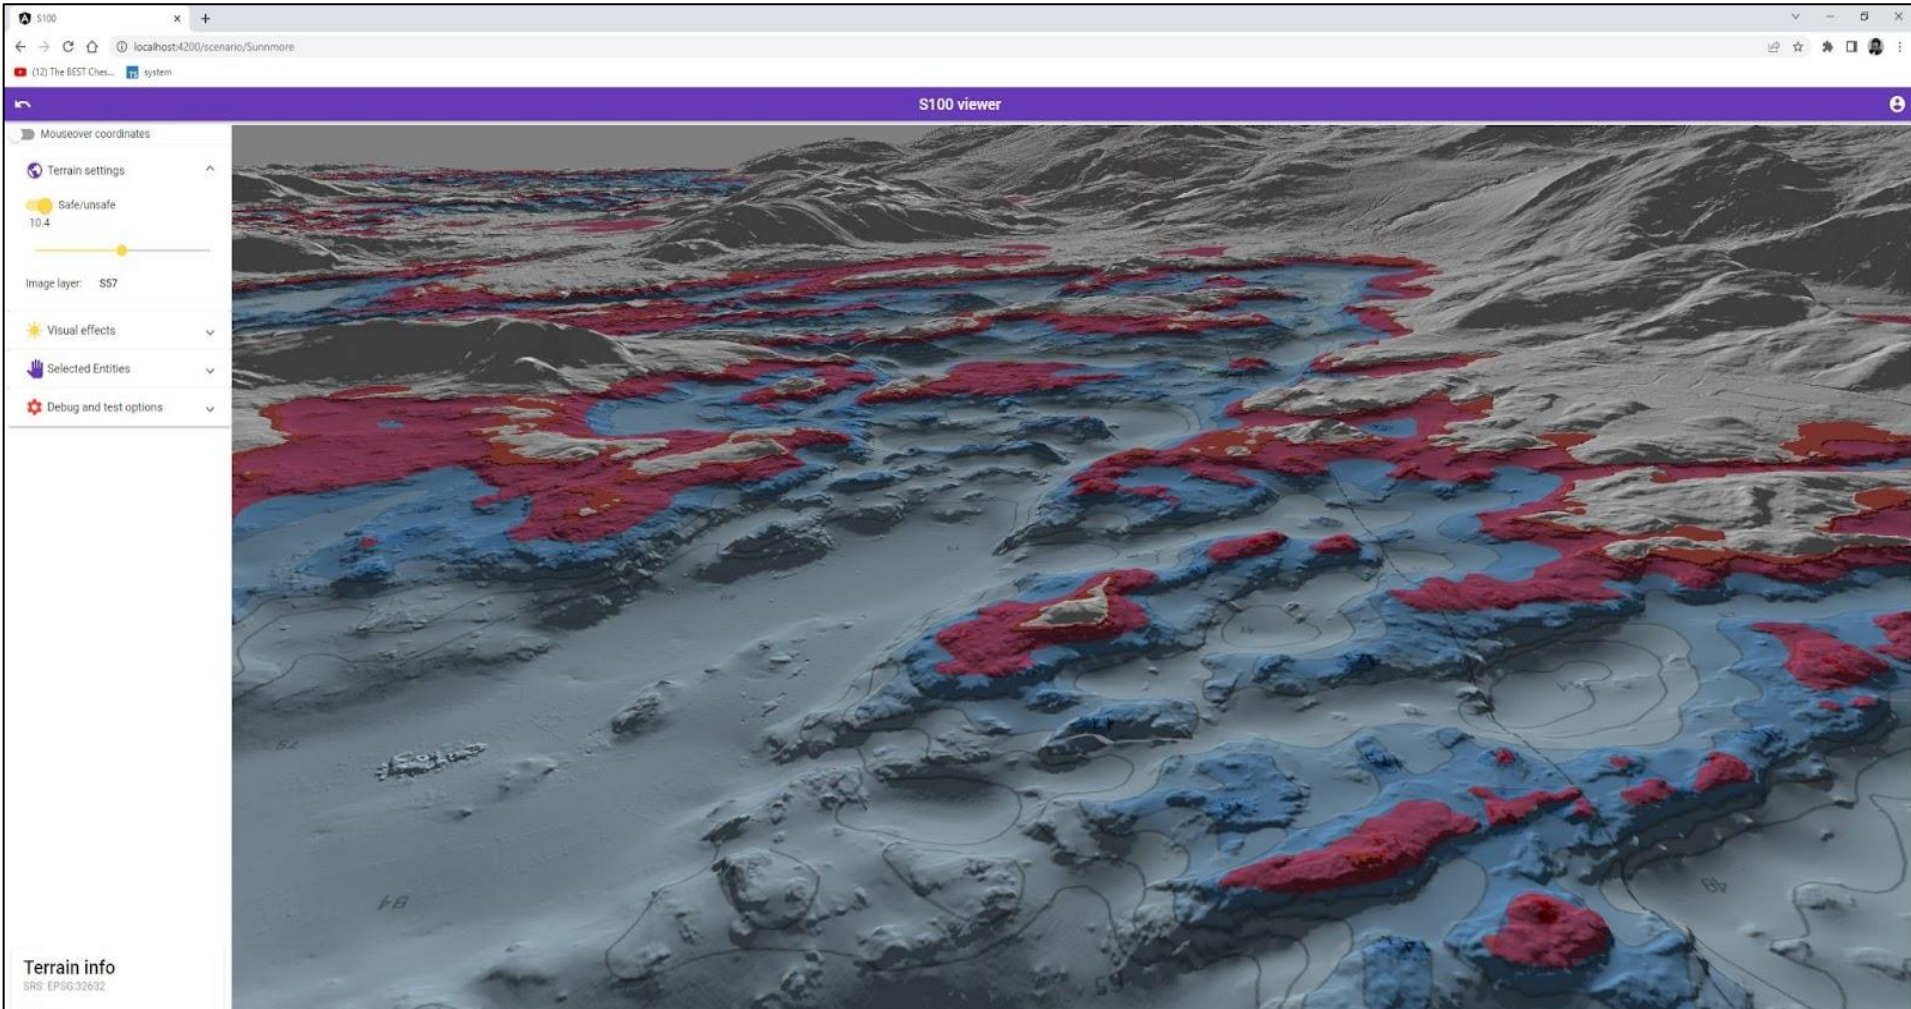 S100
localhost:4200/scenario/Sunnmore
(12) The BEST Ches...
TS system
S100 viewer
Mouseover coordinates
Terrain settings
Safe/unsafe
10.4
Image layer: S57
Visual effects
Selected Entities
Debug and test options
Terrain info
SRS: EPSG:32632